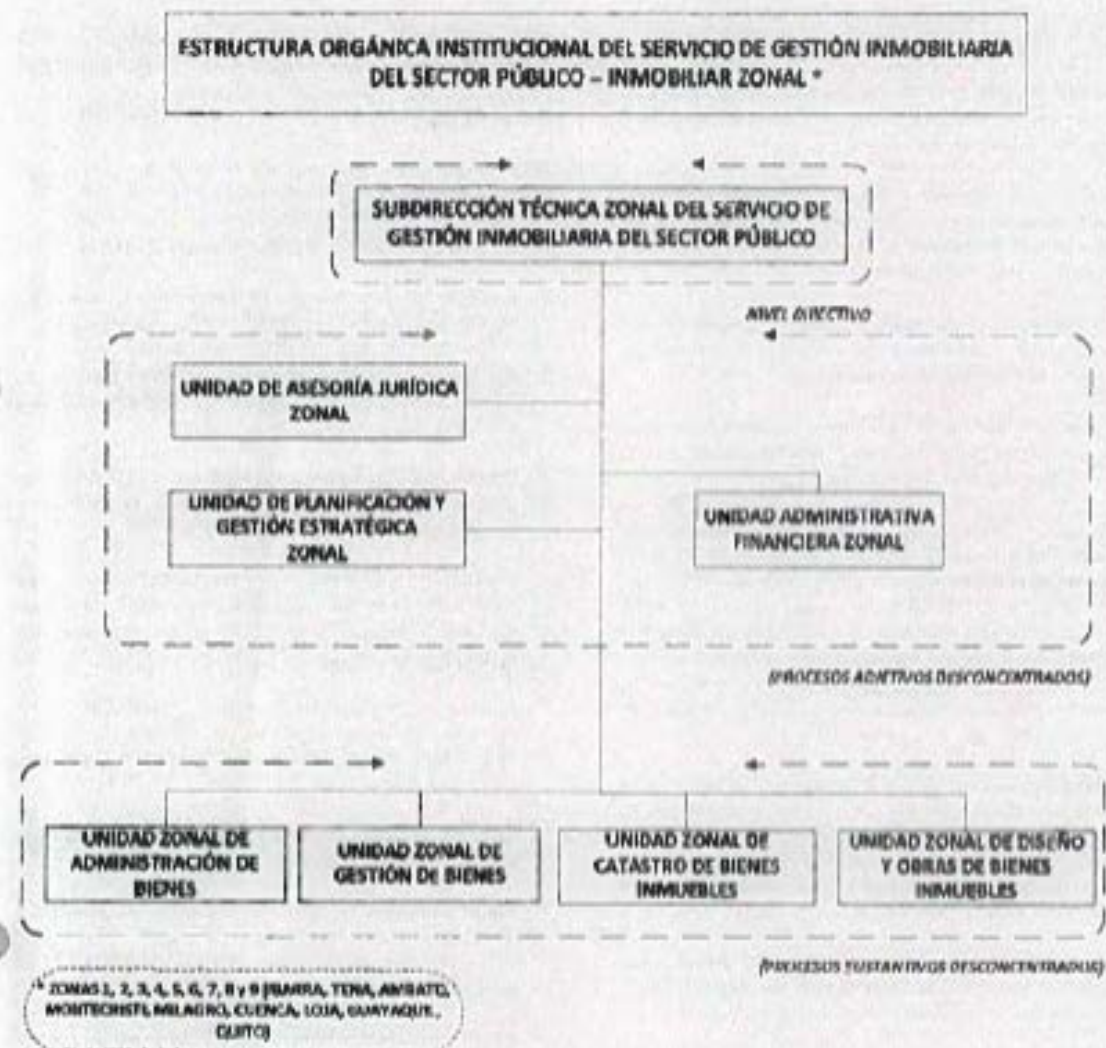 ESTRUCTURA ORGÁNICA INSTITUCIONAL DEL SERVICIO DE GESTIÓN INMOBILIARIA
DEL SECTOR PÚBLICO – INMOBILIAR ZONAL *
SUBDIRECCIÓN TÉCNICA ZONAL DEL SERVICIO DE
GESTIÓN INMOBILIARIA DEL SECTOR PÚBLICO
NIVEL DIRECTIVO
UNIDAD DE ASESORÍA JURÍDICA
ZONAL
UNIDAD DE PLANIFICACIÓN Y
GESTIÓN ESTRATÉGICA
ZONAL
UNIDAD ADMINISTRATIVA
FINANCIERA ZONAL
(PROCESOS ADJETIVOS DESCONCENTRADOS)
UNIDAD ZONAL DE
ADMINISTRACIÓN DE
BIENES
UNIDAD ZONAL DE
GESTIÓN DE BIENES
UNIDAD ZONAL DE
CATASTRO DE BIENES
INMUEBLES
UNIDAD ZONAL DE DISEÑO
Y OBRAS DE BIENES
INMUEBLES
(PROCESOS SUSTANTIVOS DESCONCENTRADOS)
* ZONAS 1, 2, 3, 4, 5, 6, 7, 8 y 9 (IBARRA, TENA, AMBATO,
MONTECRISTI, MILAGRO, CUENCA, LOJA, GUAYAQUIL,
QUITO)